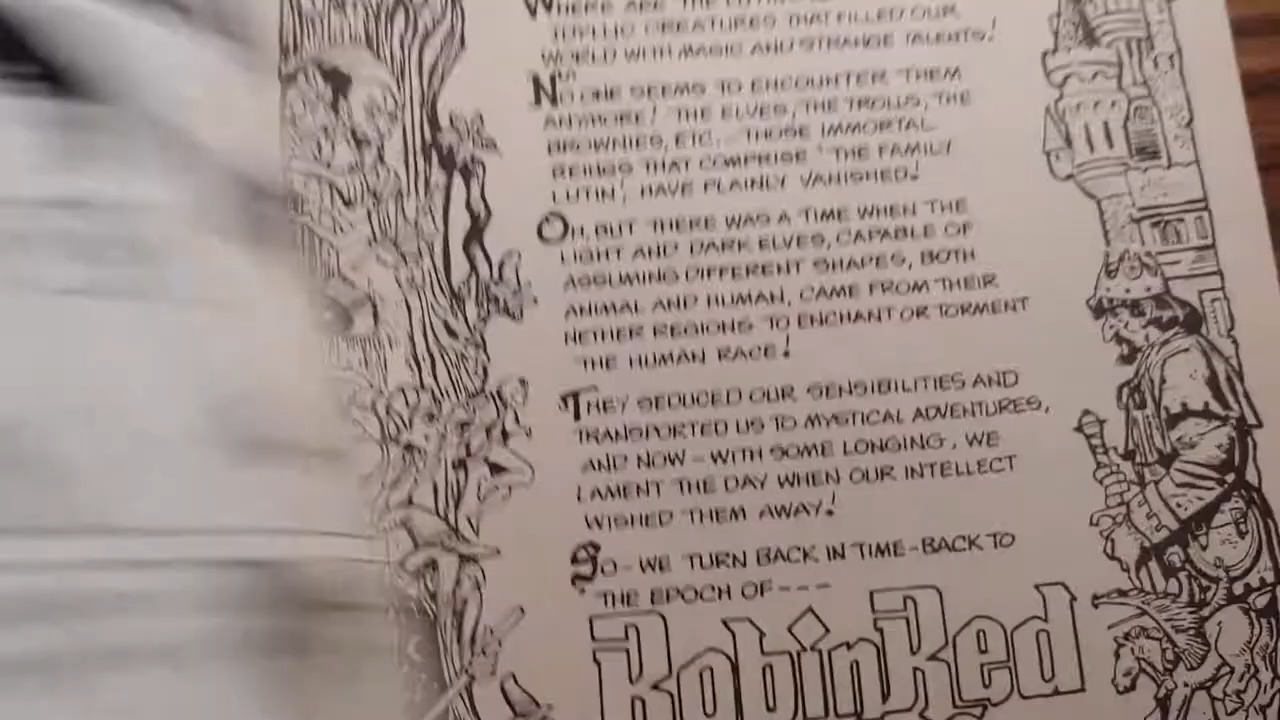 WHERE ARE THE
IDYLLIC CREATURES THAT FILLED OUR
WORLD WITH MAGIC AND STRANGE TALENTS!
NO ONE SEEMS TO ENCOUNTER THEM
ANYMORE! THE ELVES, THE TROLLS, THE
BROWNIES, ETC. THOSE IMMORTAL
BEINGS THAT COMPRISE 'THE FAMILY
LUTIN', HAVE PLAINLY VANISHED!
OH, BUT THERE WAS A TIME WHEN THE
LIGHT AND DARK ELVES, CAPABLE OF
ASSUMING DIFFERENT SHAPES, BOTH
ANIMAL AND HUMAN, CAME FROM THEIR
NETHER REGIONS TO ENCHANT OR TORMENT
THE HUMAN RACE!
THEY SEDUCED OUR SENSIBILITIES AND
TRANSPORTED US TO MYSTICAL ADVENTURES,
AND NOW - WITH SOME LONGING, WE
LAMENT THE DAY WHEN OUR INTELLECT
WISHED THEM AWAY!
SO - WE TURN BACK IN TIME - BACK TO
THE EPOCH OF ---
RobinRed